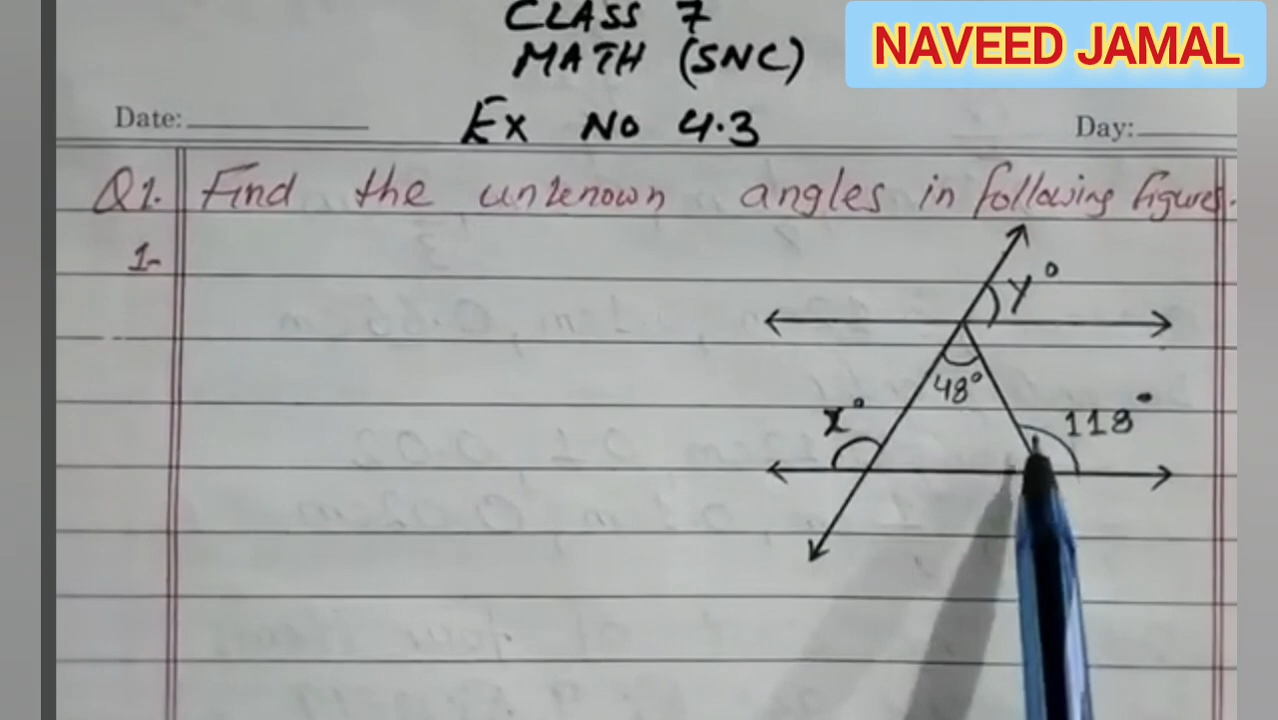 CLASS 7
NAVEED JAMAL
MATH (SNC)
Date:
Ex No 4.3
Day:
Q1. Find the unknown angles in following figures.
1-
y°
48°
x°
118°